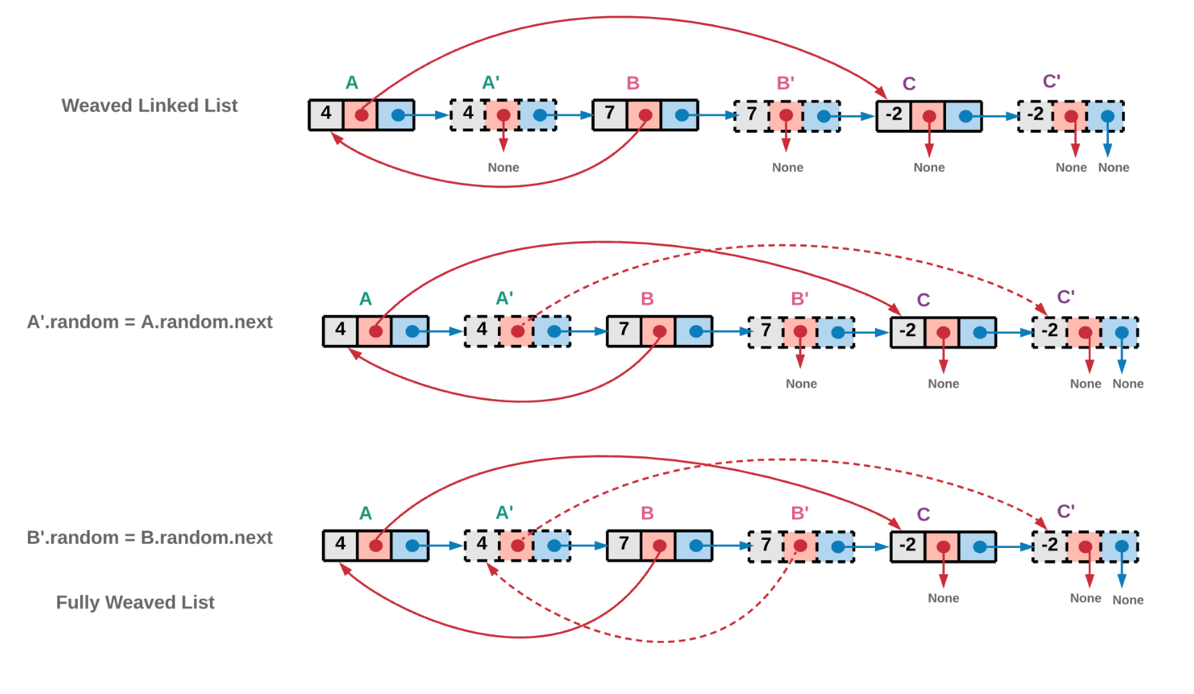 A A' B B' C C'
Weaved Linked List
4 4 7 7 -2 -2
None None None None None
A A' B B' C C'
A'.random = A.random.next
4 4 7 7 -2 -2
None None None None
A A' B B' C C'
B'.random = B.random.next
4 4 7 7 -2 -2
None None None
Fully Weaved List